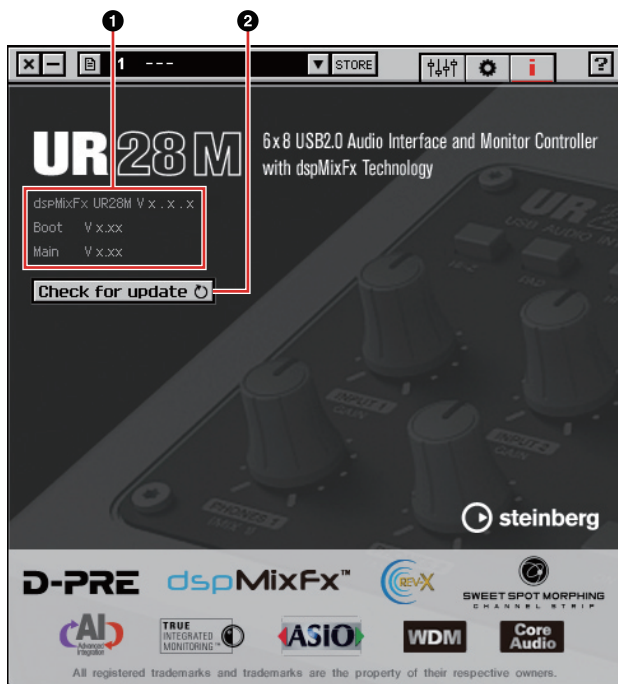 1 2
1 --- STORE i ?
UR28M
6x8 USB2.0 Audio Interface and Monitor Controller
with dspMixFx Technology
dspMixFx UR28M V x . x . x
Boot V x.xx
Main V x.xx
Check for update
UR
USB AUDIO IN
HI-Z
PAD
INPUT 1
GAIN
INPUT 2
GAIN
PHONES 1
steinberg
D-PRE dspMixFx™ REV-X SWEET SPOT MORPHING
CHANNEL STRIP
AI
Advanced
Integration
TRUE
INTEGRATED
MONITORING™
ASIO WDM Core
Audio
All registered trademarks and trademarks are the property of their respective owners.